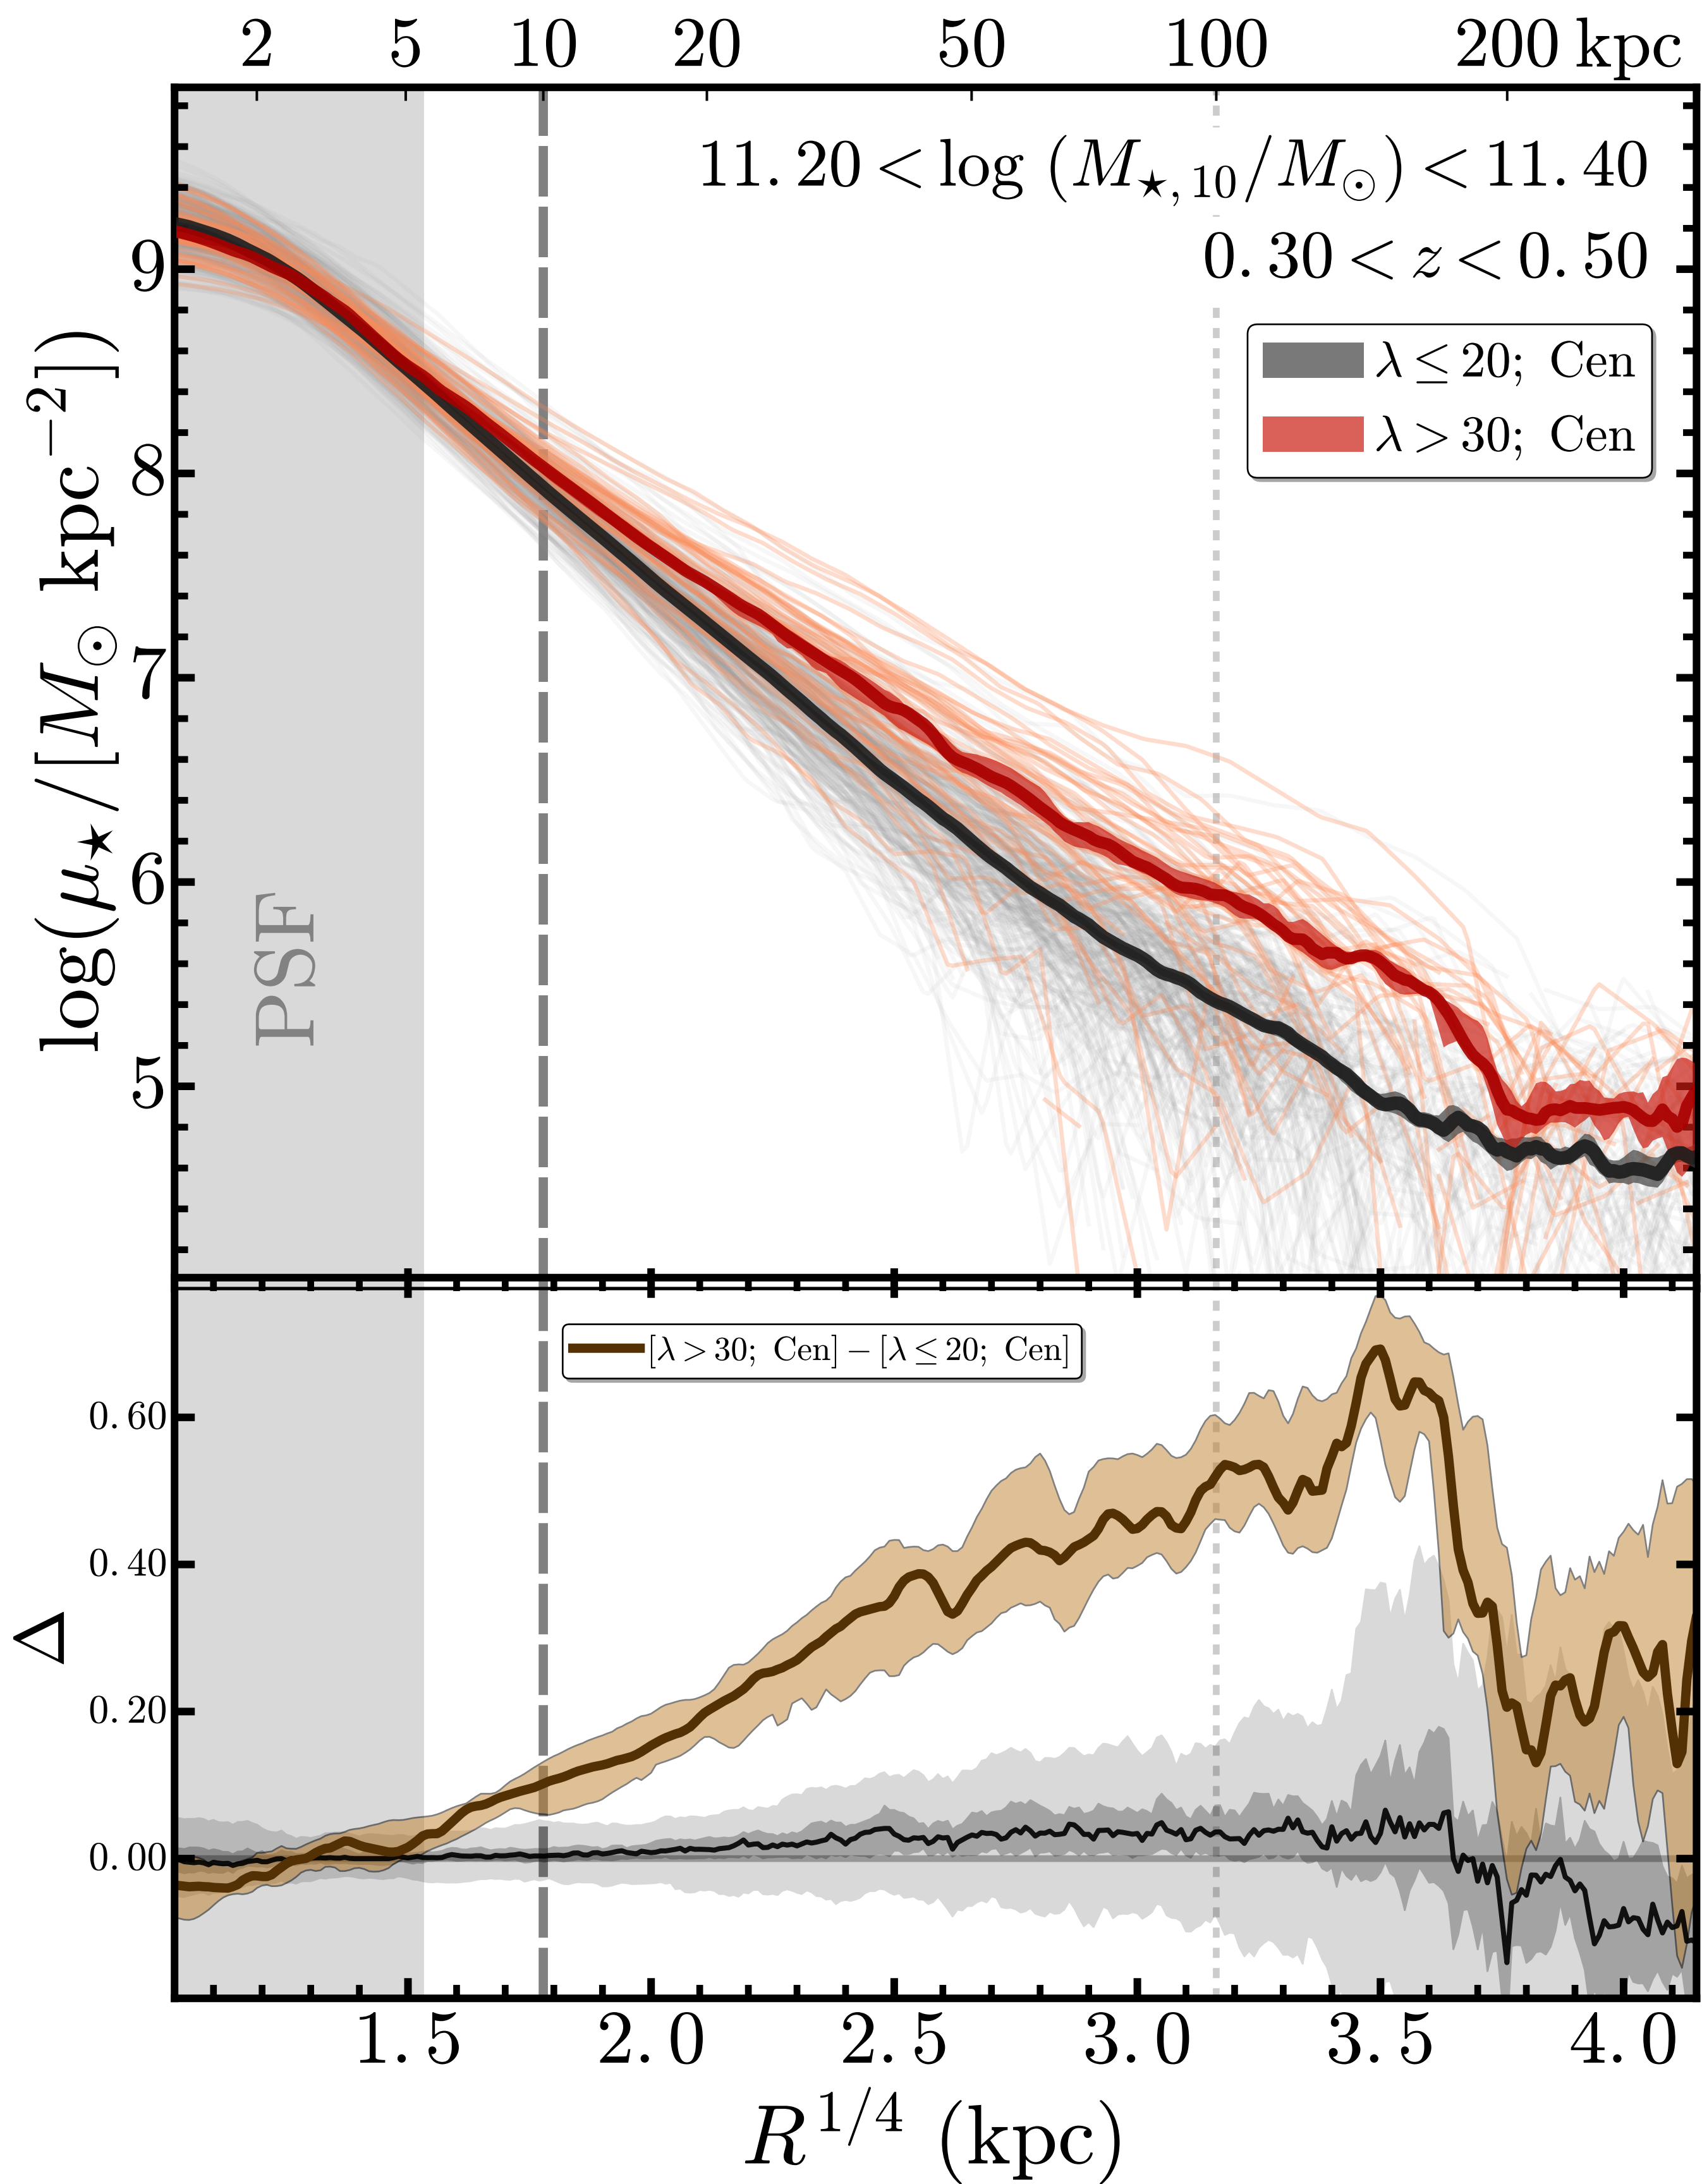 2 5 10 20 50 100 200 kpc
11.20 < log (M⋆,10/M⊙) < 11.40
0.30 < z < 0.50
λ ≤ 20; Cen
λ > 30; Cen
9
8
7
6
5
log(μ⋆/[M⊙ kpc⁻²])
PSF
[λ > 30; Cen] − [λ ≤ 20; Cen]
0.60
0.40
0.20
0.00
Δ
1.5 2.0 2.5 3.0 3.5 4.0
R^{1/4} (kpc)